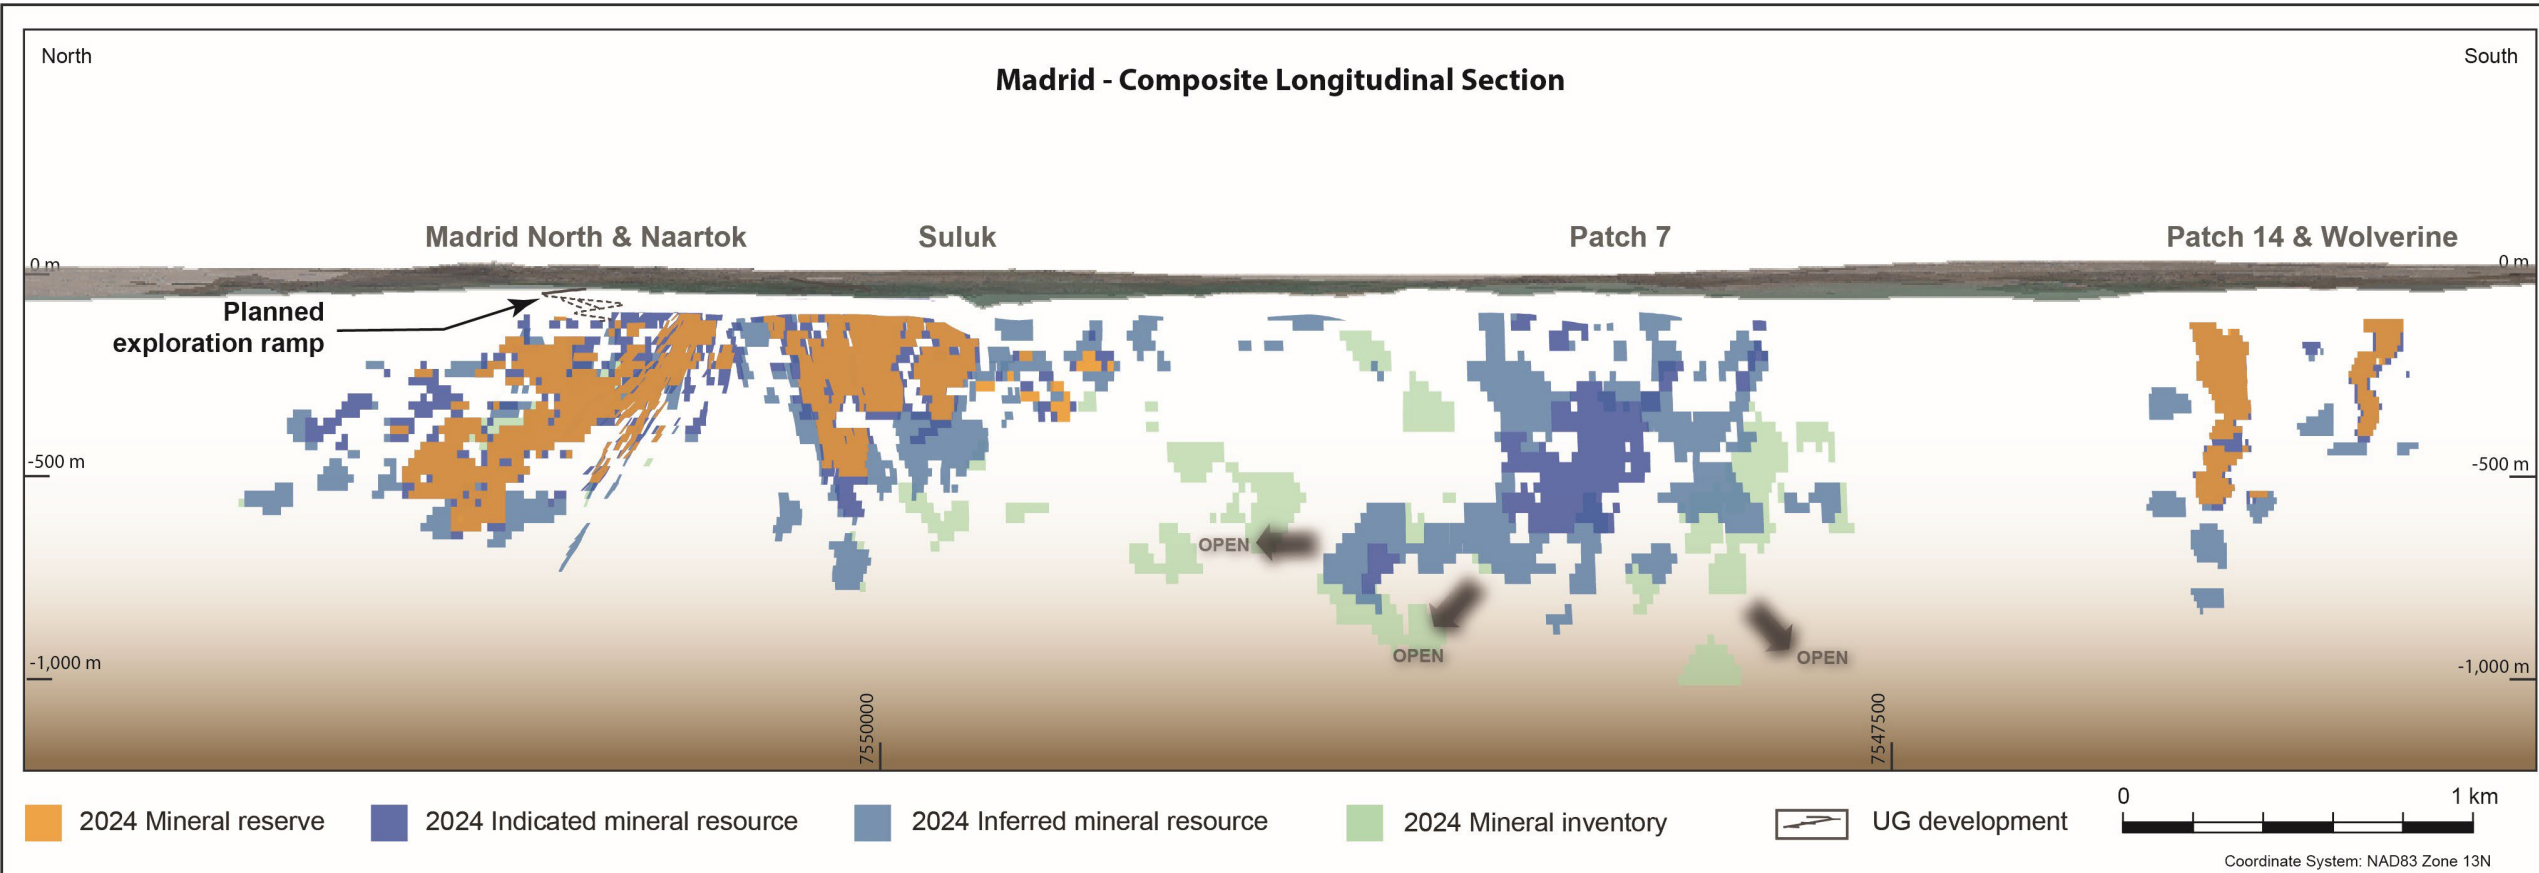 North
South
Madrid - Composite Longitudinal Section
Madrid North & Naartok
Suluk
Patch 7
Patch 14 & Wolverine
0 m
0 m
Planned
exploration ramp
-500 m
-500 m
OPEN
OPEN
OPEN
-1,000 m
-1,000 m
7550000
7547500
2024 Mineral reserve
2024 Indicated mineral resource
2024 Inferred mineral resource
2024 Mineral inventory
UG development
0
1 km
Coordinate System: NAD83 Zone 13N